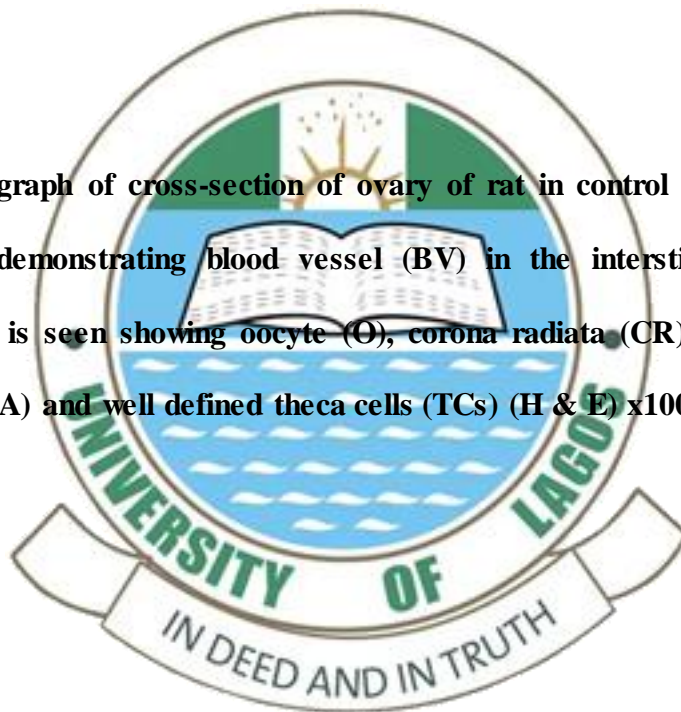 graph of cross-section of ovary of rat in control
demonstrating blood vessel (BV) in the intersti
is seen showing oocyte (O), corona radiata (CR)
A) and well defined theca cells (TCs) (H & E) x100
UNIVERSITY OF LAGOS
IN DEED AND IN TRUTH